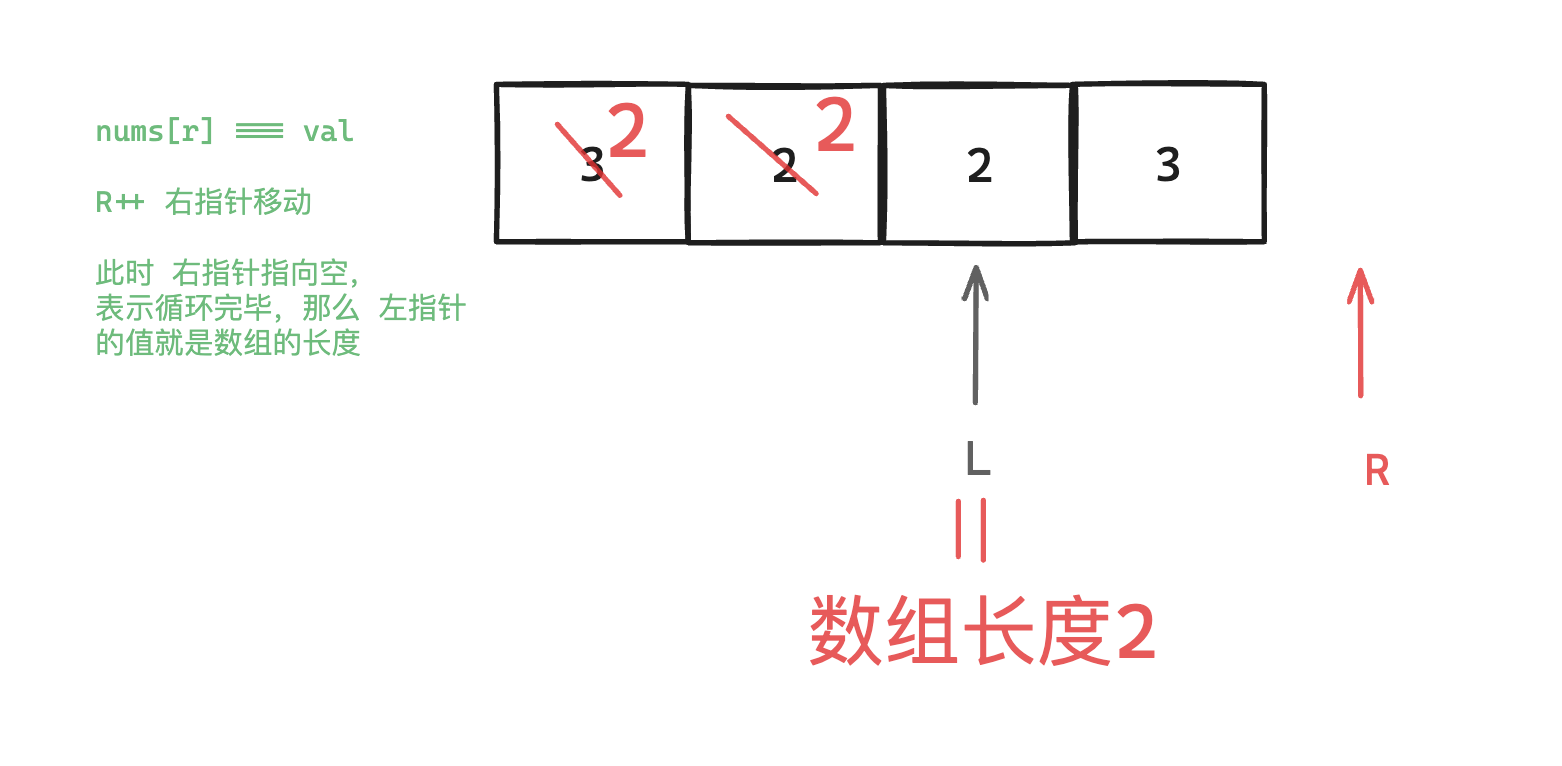 nums[r] === val
R++ 右指针移动
此时 右指针指向空，
表示循环完毕，那么 左指针
的值就是数组的长度
3 2 2 2 2 3
L
R
数组长度2